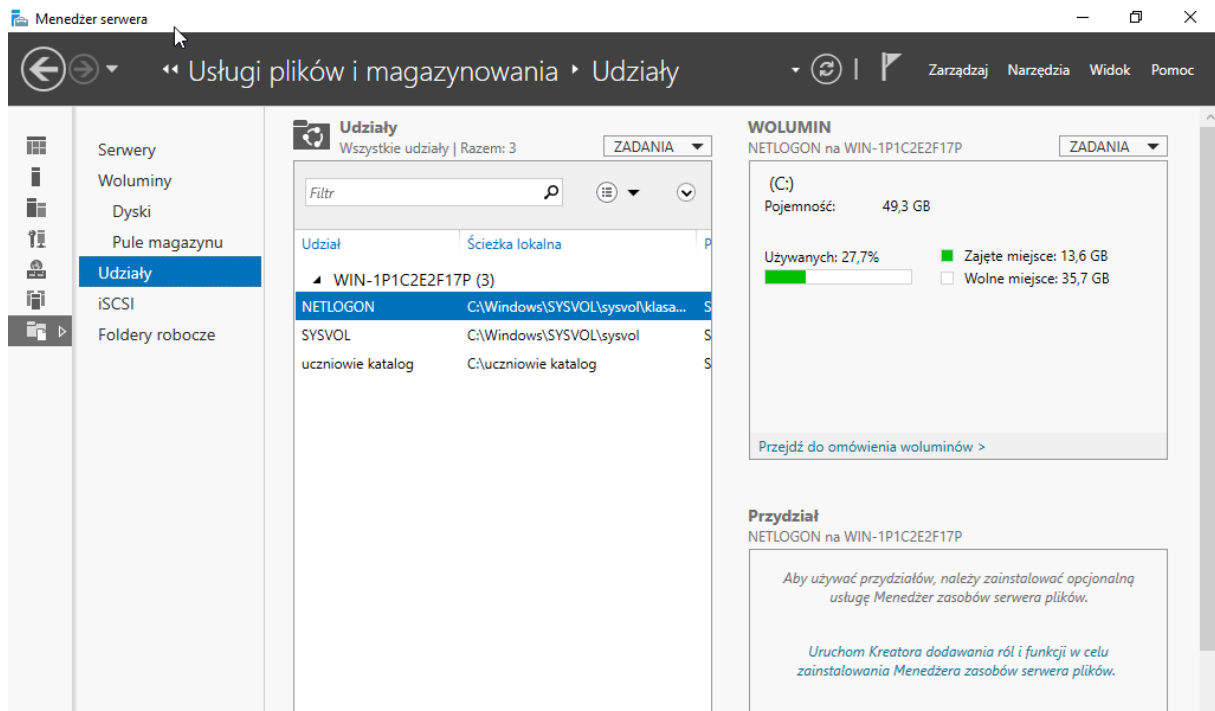 Menedżer serwera
Usługi plików i magazynowania
Udziały
Zarządzaj
Narzędzia
Widok
Pomoc
Serwery
Woluminy
Dyski
Pule magazynu
Udziały
iSCSI
Foldery robocze
Udziały
Wszystkie udziały | Razem: 3
ZADANIA
Filtr
Udział Ścieżka lokalna P
WIN-1P1C2E2F17P (3)
NETLOGON C:\Windows\SYSVOL\sysvol\klasa... S
SYSVOL C:\Windows\SYSVOL\sysvol S
uczniowie katalog C:\uczniowie katalog S
WOLUMIN
NETLOGON na WIN-1P1C2E2F17P
ZADANIA
(C:)
Pojemność: 49,3 GB
Używanych: 27,7%
Zajęte miejsce: 13,6 GB
Wolne miejsce: 35,7 GB
Przejdź do omówienia woluminów >
Przydział
NETLOGON na WIN-1P1C2E2F17P
Aby używać przydziałów, należy zainstalować opcjonalną
usługę Menedżer zasobów serwera plików.
Uruchom Kreatora dodawania ról i funkcji w celu
zainstalowania Menedżera zasobów serwera plików.